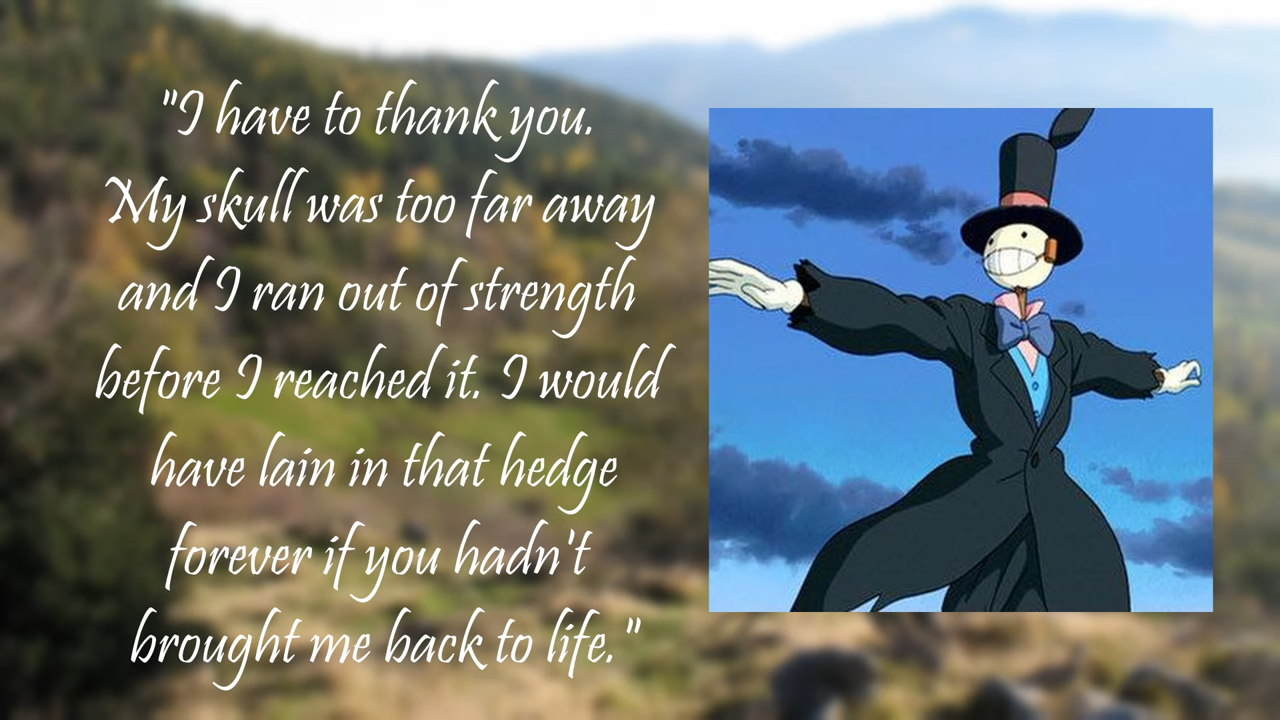 "I have to thank you.
My skull was too far away
and I ran out of strength
before I reached it. I would
have lain in that hedge
forever if you hadn't
brought me back to life."